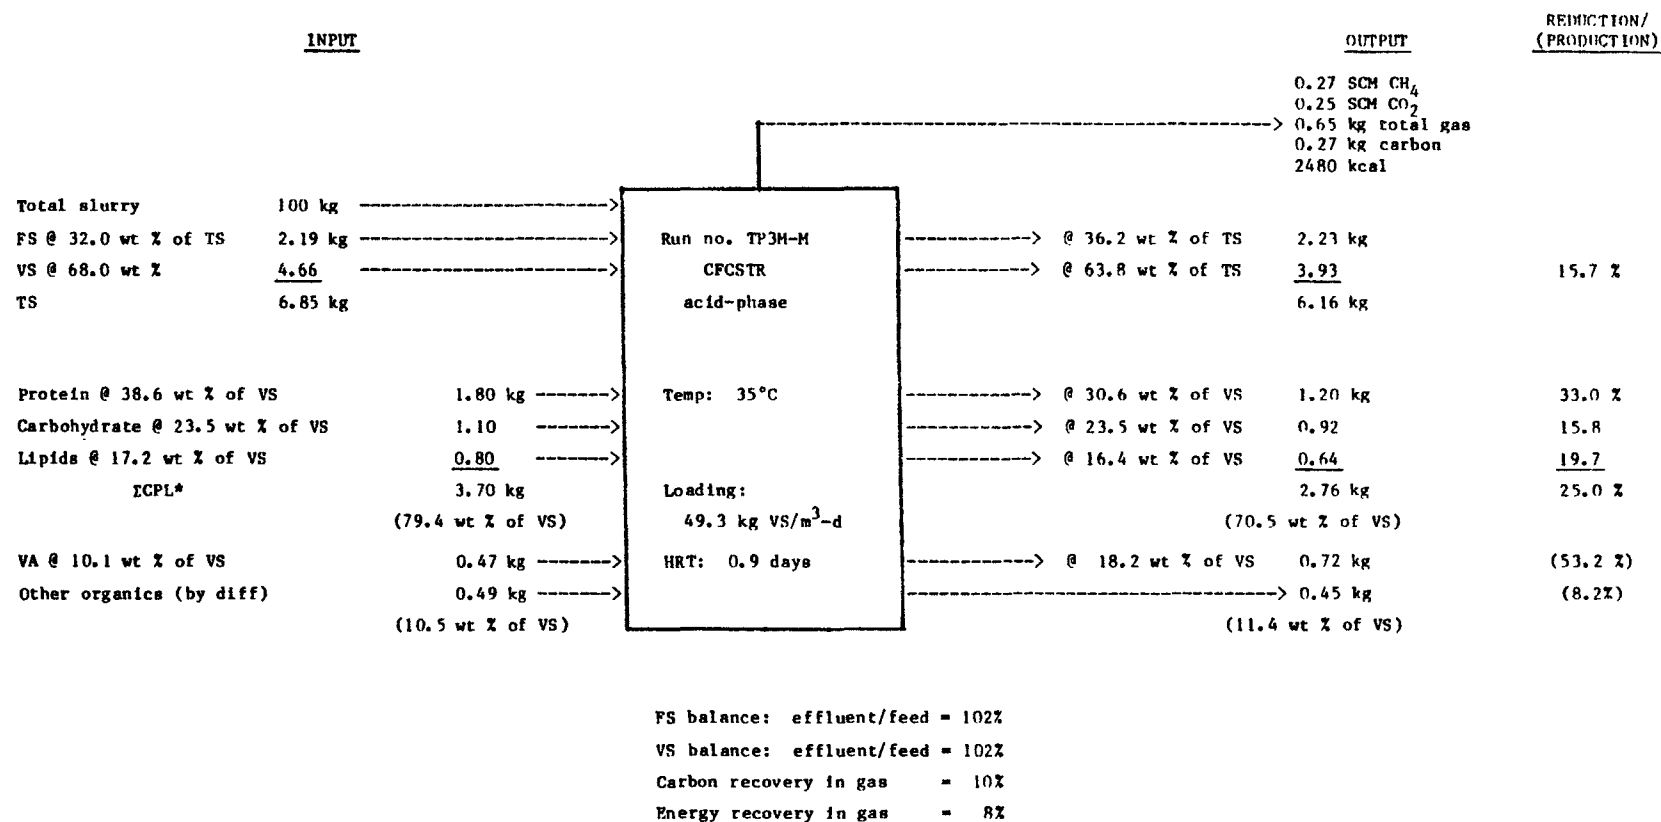 INPUT OUTPUT REDUCTION/
(PRODUCTION)
0.27 SCM CH4
0.25 SCM CO2
0.65 kg total gas
0.27 kg carbon
2480 kcal
Total slurry 100 kg
FS @ 32.0 wt % of TS 2.19 kg Run no. TP3M-M @ 36.2 wt % of TS 2.23 kg
VS @ 68.0 wt % 4.66 CFCSTR @ 63.8 wt % of TS 3.93 15.7 %
TS 6.85 kg acid-phase 6.16 kg
Protein @ 38.6 wt % of VS 1.80 kg Temp: 35°C @ 30.6 wt % of VS 1.20 kg 33.0 %
Carbohydrate @ 23.5 wt % of VS 1.10 @ 23.5 wt % of VS 0.92 15.8
Lipids @ 17.2 wt % of VS 0.80 @ 16.4 wt % of VS 0.64 19.7
ΣCPL* 3.70 kg Loading: 2.76 kg 25.0 %
(79.4 wt % of VS) 49.3 kg VS/m³-d (70.5 wt % of VS)
VA @ 10.1 wt % of VS 0.47 kg HRT: 0.9 days @ 18.2 wt % of VS 0.72 kg (53.2 %)
Other organics (by diff) 0.49 kg 0.45 kg (8.2%)
(10.5 wt % of VS) (11.4 wt % of VS)
FS balance: effluent/feed = 102%
VS balance: effluent/feed = 102%
Carbon recovery in gas = 10%
Energy recovery in gas = 8%